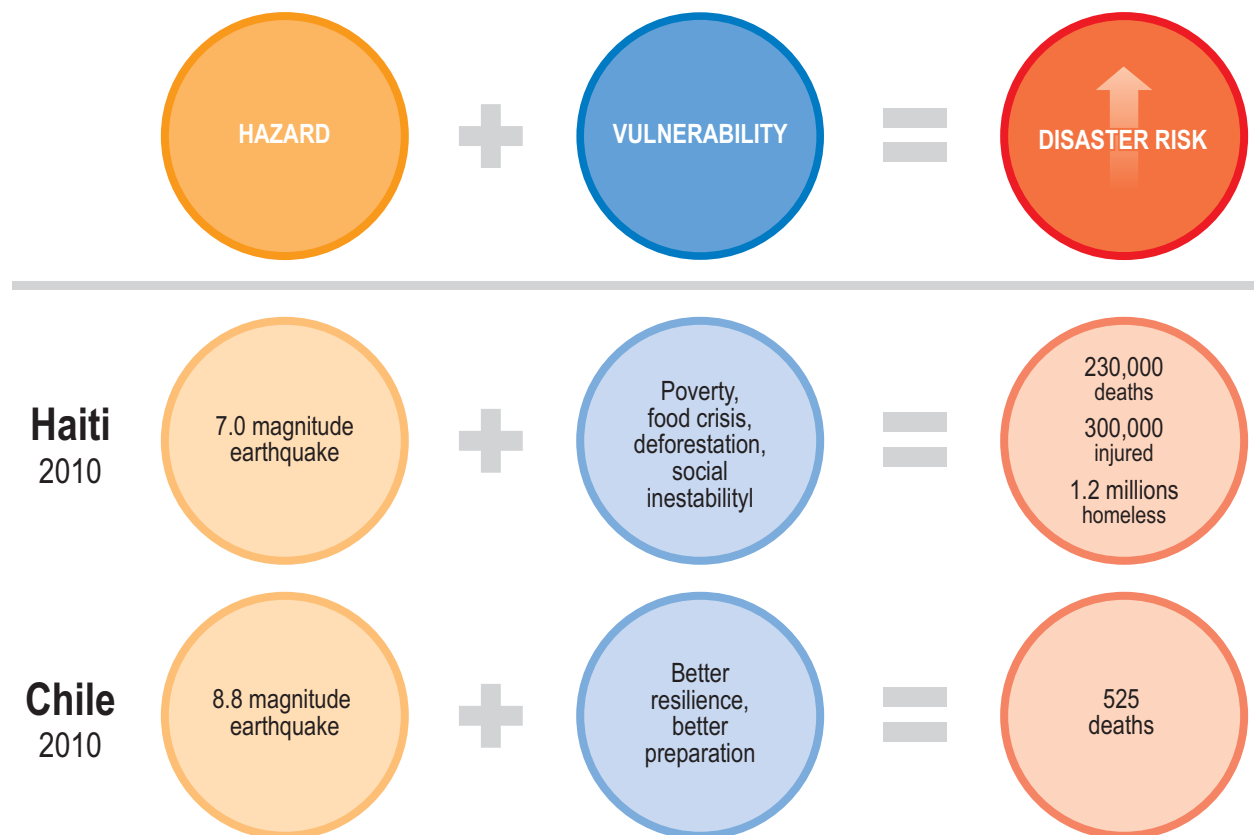 HAZARD
VULNERABILITY
DISASTER RISK
Haiti
2010
7.0 magnitude
earthquake
Poverty,
food crisis,
deforestation,
social
inestabilityl
230,000
deaths
300,000
injured
1.2 millions
homeless
Chile
2010
8.8 magnitude
earthquake
Better
resilience,
better
preparation
525
deaths